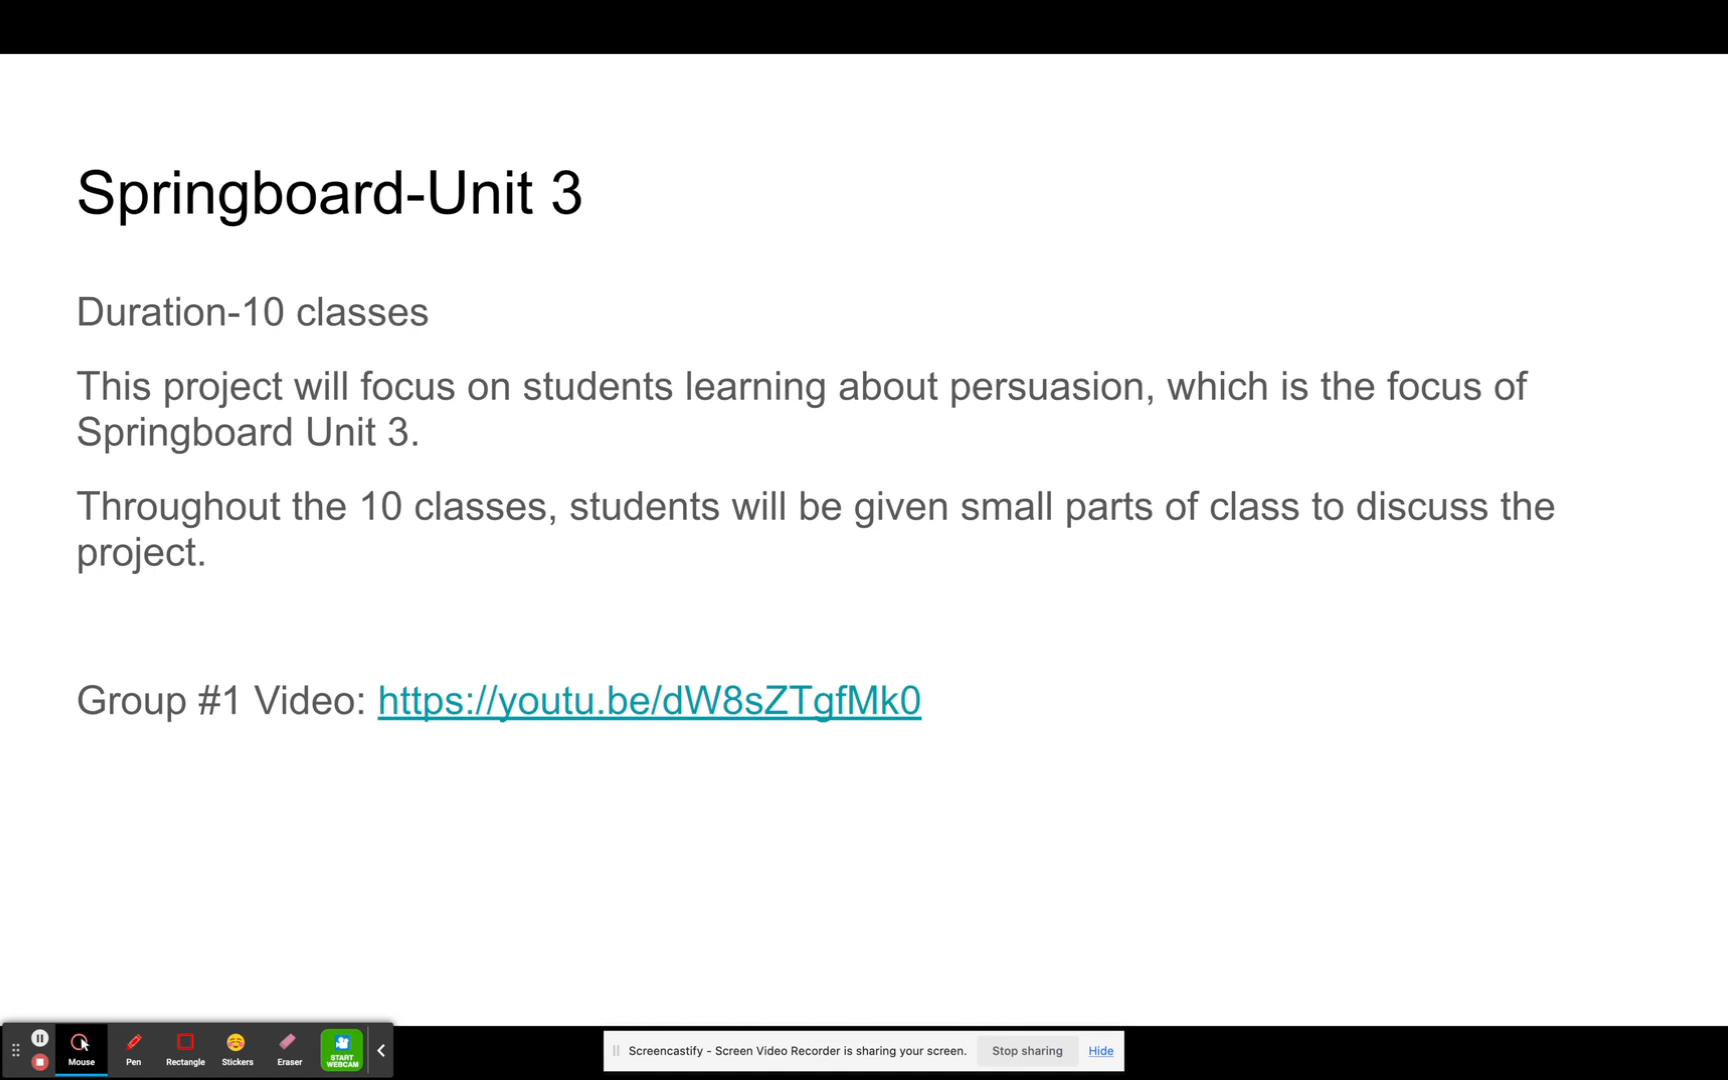 Springboard-Unit 3
Duration-10 classes
This project will focus on students learning about persuasion, which is the focus of
Springboard Unit 3.
Throughout the 10 classes, students will be given small parts of class to discuss the
project.
Group #1 Video: https://youtu.be/dW8sZTgfMk0
Mouse
Pen
Rectangle
Stickers
Eraser
START
WEBCAM
Screencastify - Screen Video Recorder is sharing your screen.
Stop sharing
Hide